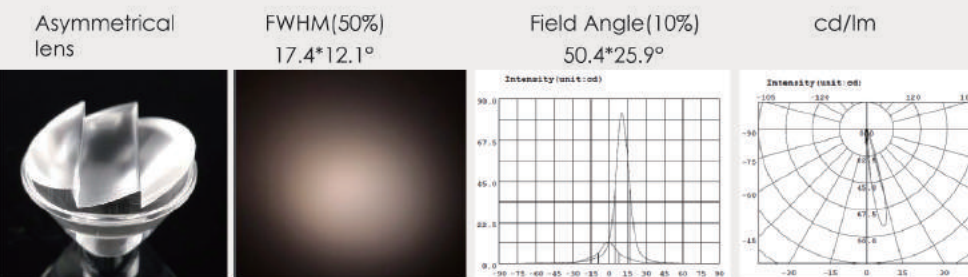 Asymmetrical
lens
FWHM(50%)
17.4*12.1°
Field Angle(10%)
50.4*25.9°
cd/lm
Intensity(unit:cd)
90.0
67.5
45.0
22.5
0.0
-90 -75 -60 -45 -30 -15 0 15 30 45 60 75 90
Intensity(unit:cd)
-105 -120 120
-90
-75
-60
-45
45.0
67.5
90.0
-30 0 15 30